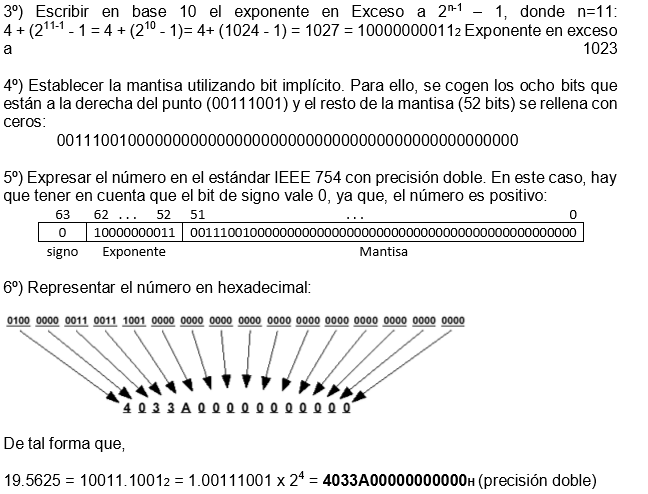 3º) Escribir en base 10 el exponente en Exceso a 2ⁿ⁻¹ – 1, donde n=11:
4 + (2¹¹⁻¹ - 1 = 4 + (2¹⁰ - 1)= 4+ (1024 - 1) = 1027 = 10000000011₂ Exponente en exceso
a 1023
4º) Establecer la mantisa utilizando bit implícito. Para ello, se cogen los ocho bits que
están a la derecha del punto (00111001) y el resto de la mantisa (52 bits) se rellena con
ceros:
0011100100000000000000000000000000000000000000000000
5º) Expresar el número en el estándar IEEE 754 con precisión doble. En este caso, hay
que tener en cuenta que el bit de signo vale 0, ya que, el número es positivo:
63 62 ... 52 51 ... 0
0 10000000011 0011100100000000000000000000000000000000000000000000
signo Exponente Mantisa
6º) Representar el número en hexadecimal:
0100 0000 0011 0011 1001 0000 0000 0000 0000 0000 0000 0000 0000 0000 0000 0000
4 0 3 3 A 0 0 0 0 0 0 0 0 0 0 0
De tal forma que,
19.5625 = 10011.1001₂ = 1.00111001 x 2⁴ = 4033A00000000000H (precisión doble)